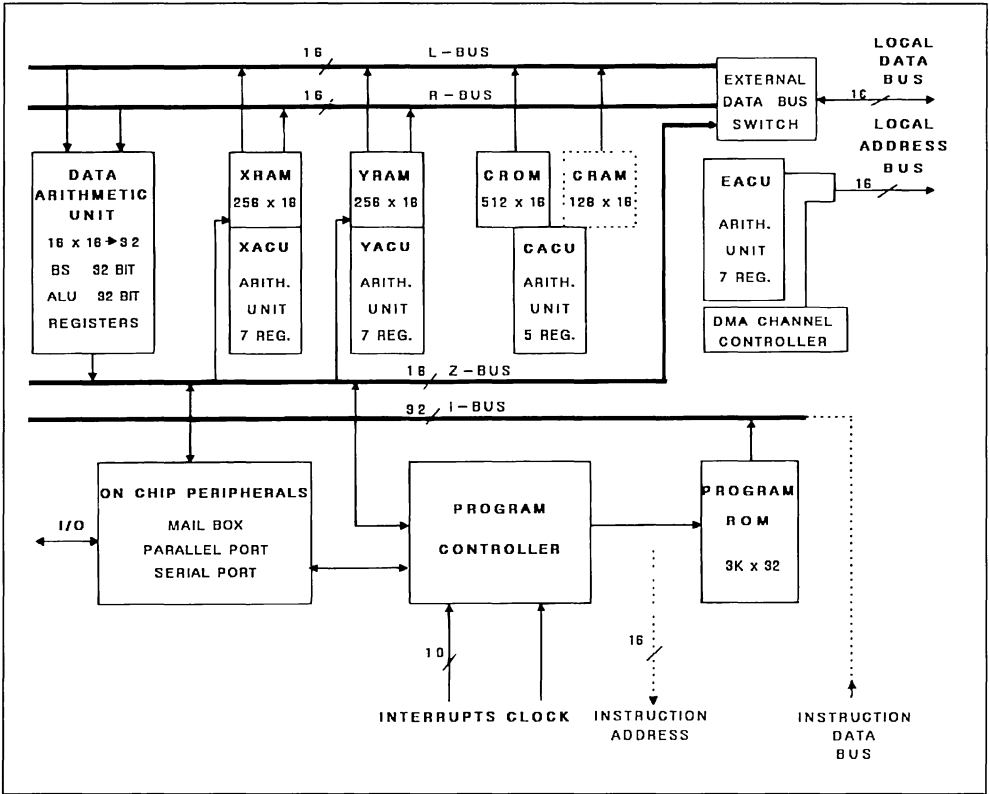 16 L-BUS
16 R-BUS
EXTERNAL
DATA BUS
SWITCH
LOCAL
DATA
BUS
16
LOCAL
ADDRESS
BUS
16
DATA
ARITHMETIC
UNIT
16 x 16 → 32
BS 32 BIT
ALU 32 BIT
REGISTERS
XRAM
256 x 16
XACU
ARITH.
UNIT
7 REG.
YRAM
256 x 16
YACU
ARITH.
UNIT
7 REG.
CROM
512 x 16
CRAM
128 x 16
CACU
ARITH.
UNIT
5 REG.
EACU
ARITH.
UNIT
7 REG.
DMA CHANNEL
CONTROLLER
16 Z-BUS
32 I-BUS
ON CHIP PERIPHERALS
MAIL BOX
PARALLEL PORT
SERIAL PORT
I/O
PROGRAM
CONTROLLER
PROGRAM
ROM
3K x 32
10
16
INTERRUPTS CLOCK
INSTRUCTION
ADDRESS
INSTRUCTION
DATA
BUS